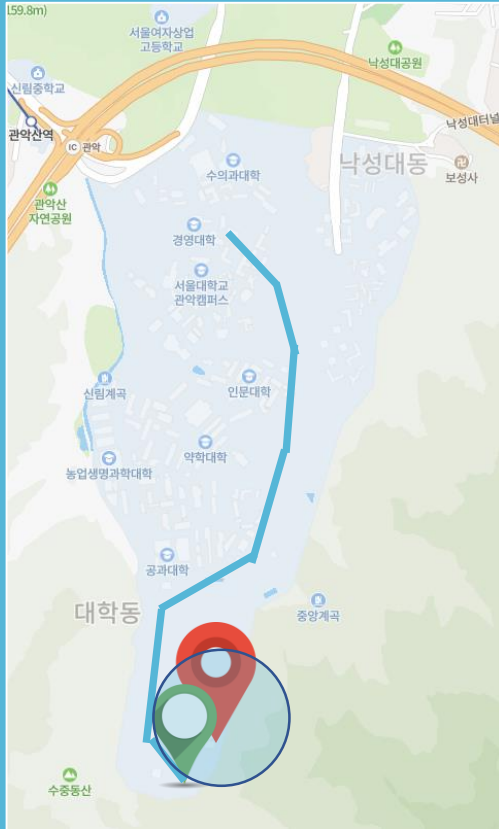 159.8m)
서울여자상업
고등학교
낙성대공원
신림중학교
관악산역
IC 관악
낙성대터널
낙성대동
보성사
수의과대학
관악산
자연공원
경영대학
서울대학교
관악캠퍼스
신림계곡
인문대학
약학대학
농업생명과학대학
공과대학
대학동
중앙계곡
수중동산